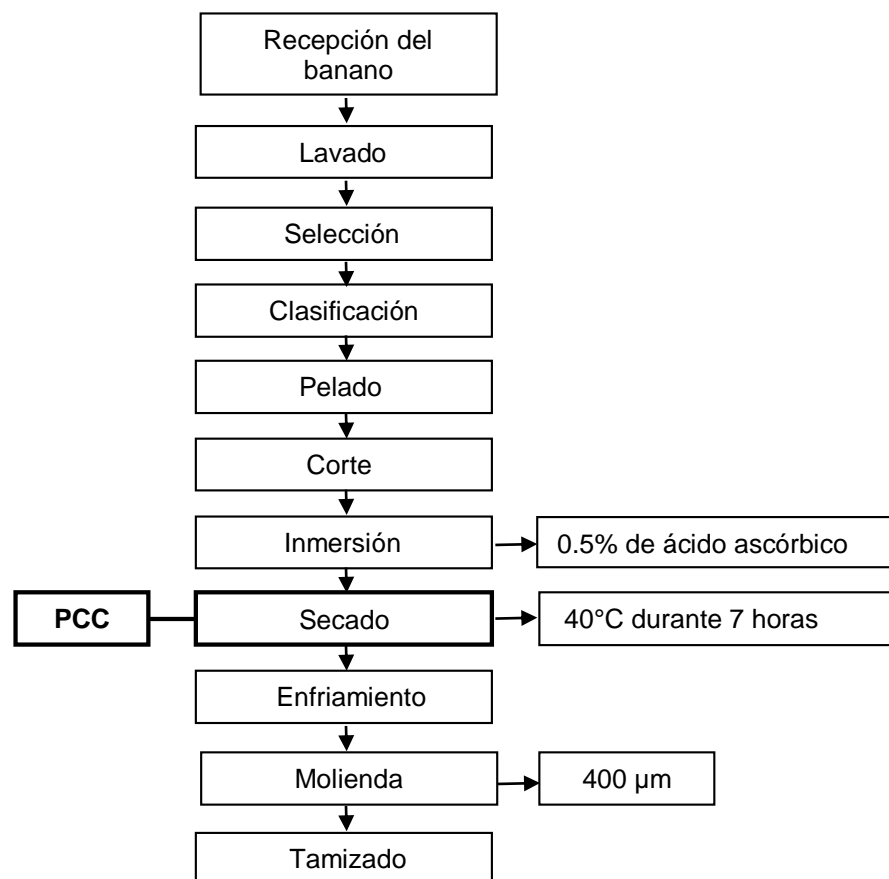 Recepción del
banano
Lavado
Selección
Clasificación
Pelado
Corte
Inmersión
0.5% de ácido ascórbico
PCC
Secado
40°C durante 7 horas
Enfriamiento
Molienda
400 µm
Tamizado